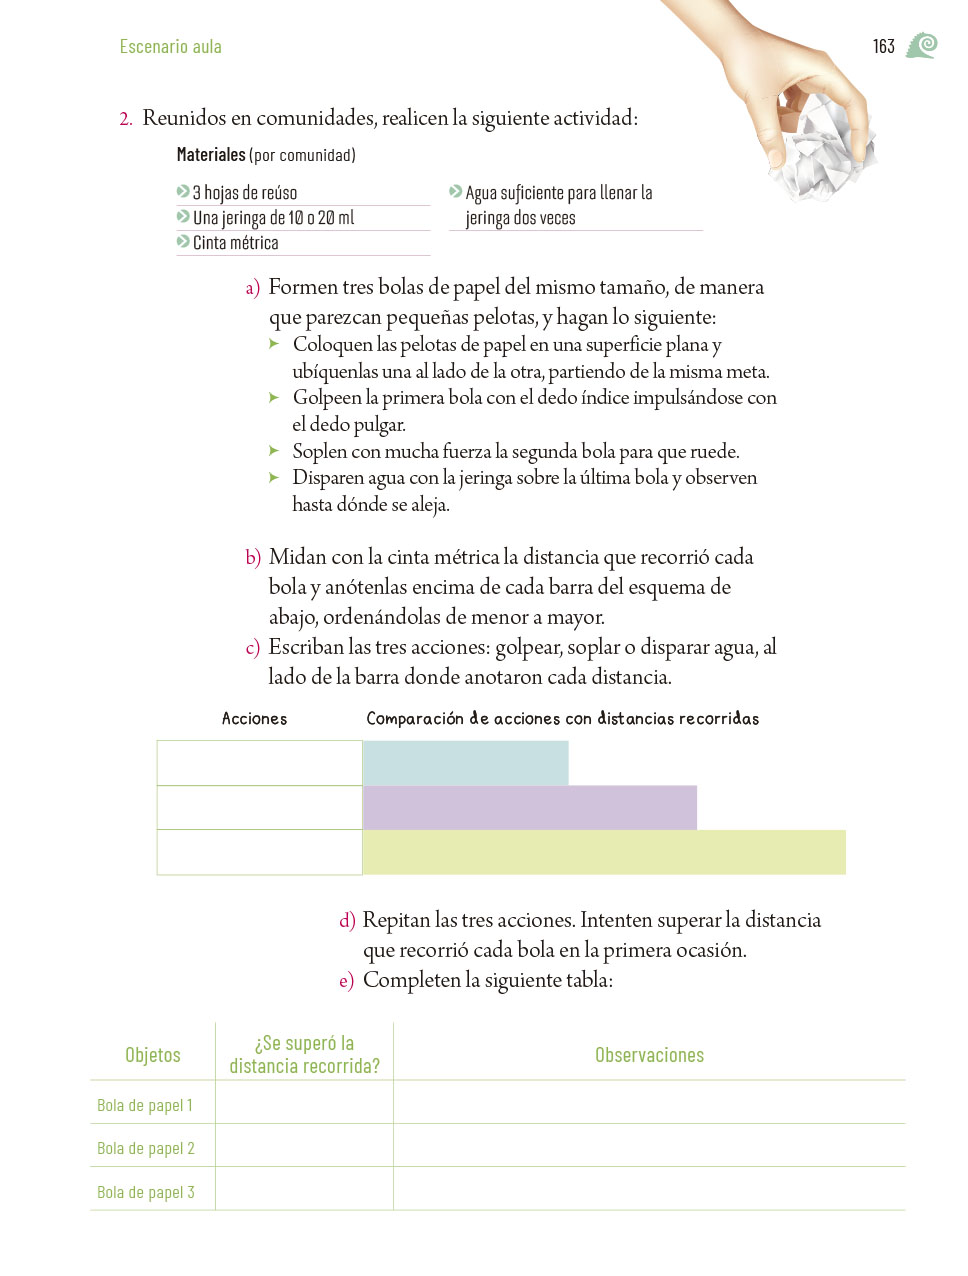 Escenario aula
163
2. Reunidos en comunidades, realicen la siguiente actividad:
Materiales (por comunidad)
3 hojas de reúso
Una jeringa de 10 o 20 ml
Cinta métrica
Agua suficiente para llenar la
jeringa dos veces
a) Formen tres bolas de papel del mismo tamaño, de manera
que parezcan pequeñas pelotas, y hagan lo siguiente:
Coloquen las pelotas de papel en una superficie plana y
ubíquenlas una al lado de la otra, partiendo de la misma meta.
Golpeen la primera bola con el dedo índice impulsándose con
el dedo pulgar.
Soplen con mucha fuerza la segunda bola para que ruede.
Disparen agua con la jeringa sobre la última bola y observen
hasta dónde se aleja.
b) Midan con la cinta métrica la distancia que recorrió cada
bola y anótenlas encima de cada barra del esquema de
abajo, ordenándolas de menor a mayor.
c) Escriban las tres acciones: golpear, soplar o disparar agua, al
lado de la barra donde anotaron cada distancia.
Acciones
Comparación de acciones con distancias recorridas
d) Repitan las tres acciones. Intenten superar la distancia
que recorrió cada bola en la primera ocasión.
e) Completen la siguiente tabla:
Objetos
¿Se superó la
distancia recorrida?
Observaciones
Bola de papel 1
Bola de papel 2
Bola de papel 3